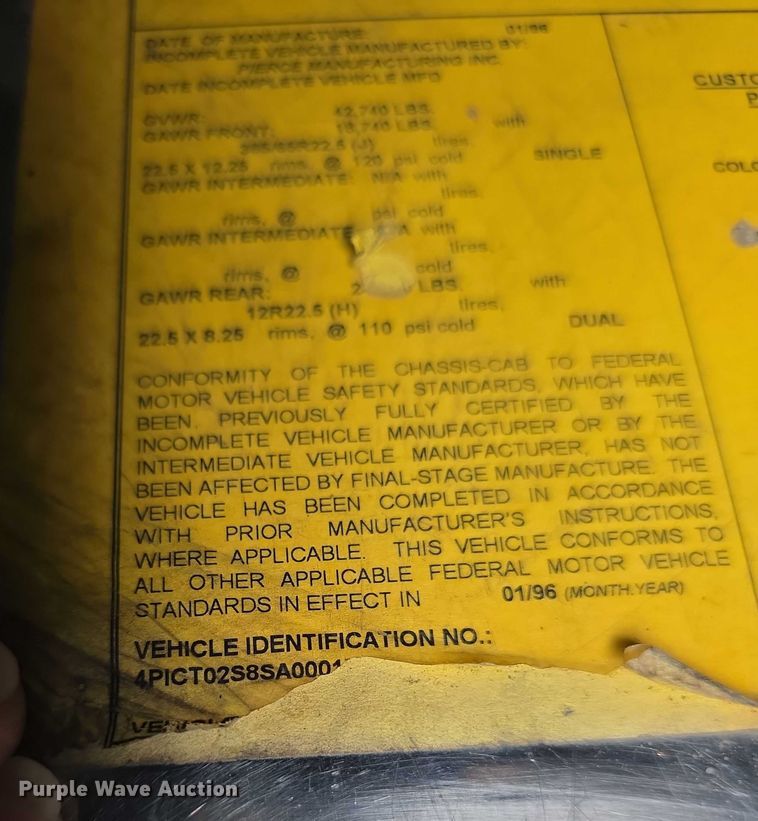 DATE OF MANUFACTURE: 01/96
INCOMPLETE VEHICLE MANUFACTURED BY:
PIERCE MANUFACTURING INC.
DATE INCOMPLETE VEHICLE MFD
GVWR: 42,740 LBS.
GAWR FRONT: 18,740 LBS. with
385/65R22.5 (J) tires,
22.5 X 12.25 rims, @ 120 psi cold SINGLE
GAWR INTERMEDIATE: N/A with
tires,
rims, @ psi cold
GAWR INTERMEDIATE with
tires,
rims, @ cold
GAWR REAR: LBS. with
12R22.5 (H) tires,
22.5 X 8.25 rims, @ 110 psi cold DUAL
CONFORMITY OF THE CHASSIS-CAB TO FEDERAL
MOTOR VEHICLE SAFETY STANDARDS, WHICH HAVE
BEEN PREVIOUSLY FULLY CERTIFIED BY THE
INCOMPLETE VEHICLE MANUFACTURER OR BY THE
INTERMEDIATE VEHICLE MANUFACTURER, HAS NOT
BEEN AFFECTED BY FINAL-STAGE MANUFACTURE. THE
VEHICLE HAS BEEN COMPLETED IN ACCORDANCE
WITH PRIOR MANUFACTURER'S INSTRUCTIONS,
WHERE APPLICABLE. THIS VEHICLE CONFORMS TO
ALL OTHER APPLICABLE FEDERAL MOTOR VEHICLE
STANDARDS IN EFFECT IN 01/96 (MONTH.YEAR)
VEHICLE IDENTIFICATION NO.:
4PICT02S8SA0001
CUSTO
P
COLO
Purple Wave Auction